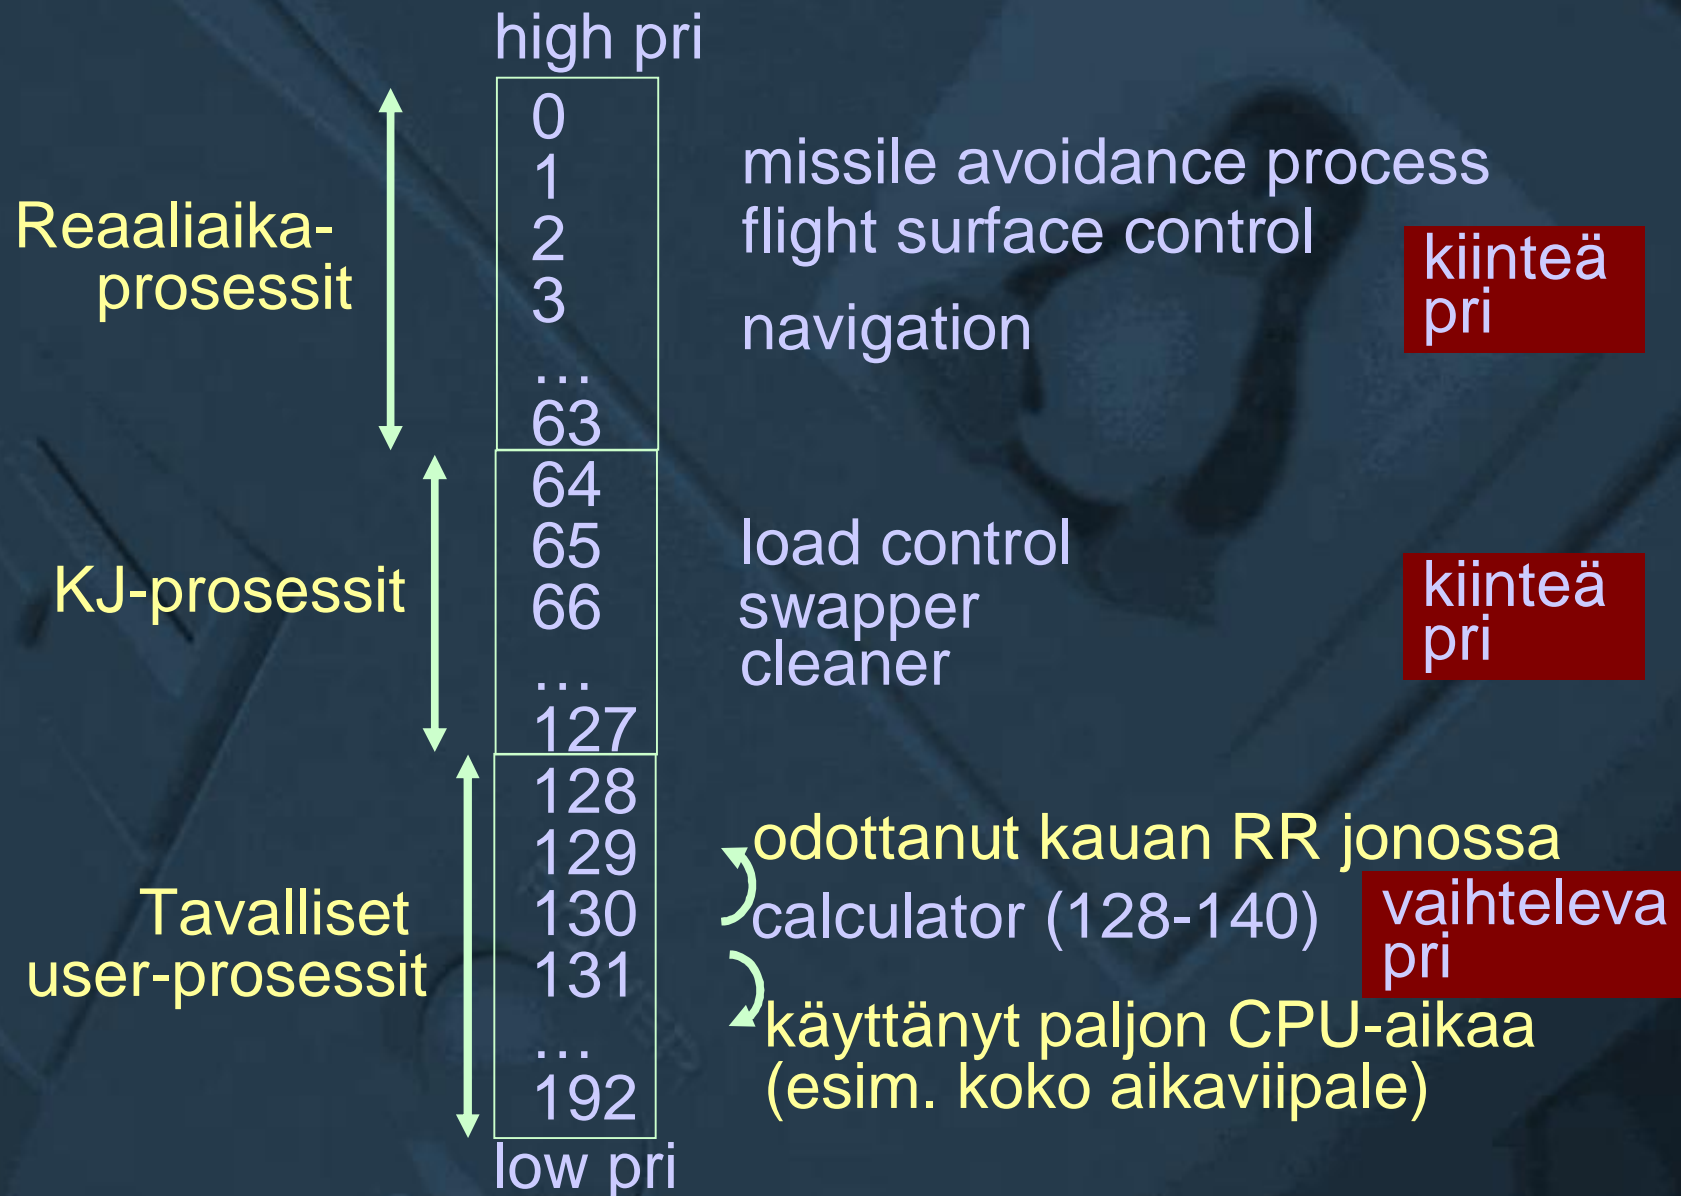 high pri
0
1
2
3
…
63
Reaaliaika-
prosessit
missile avoidance process
flight surface control
navigation
kiinteä
pri
64
65
66
…
127
KJ-prosessit
load control
swapper
cleaner
kiinteä
pri
128
129
130
131
…
192
Tavalliset
user-prosessit
odottanut kauan RR jonossa
calculator (128-140)
vaihteleva
pri
käyttänyt paljon CPU-aikaa
(esim. koko aikaviipale)
low pri